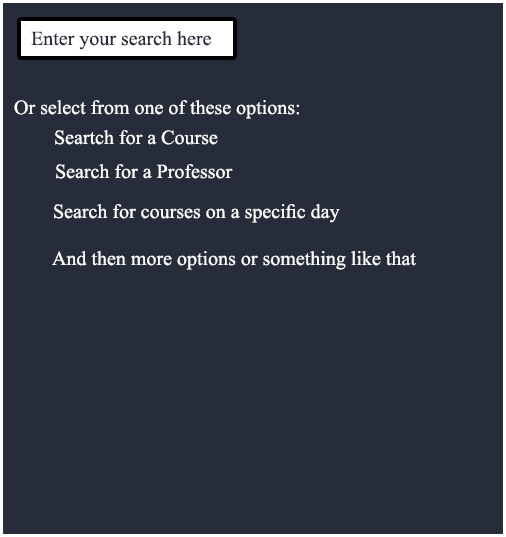 Enter your search here
Or select from one of these options:
Seartch for a Course
Search for a Professor
Search for courses on a specific day
And then more options or something like that